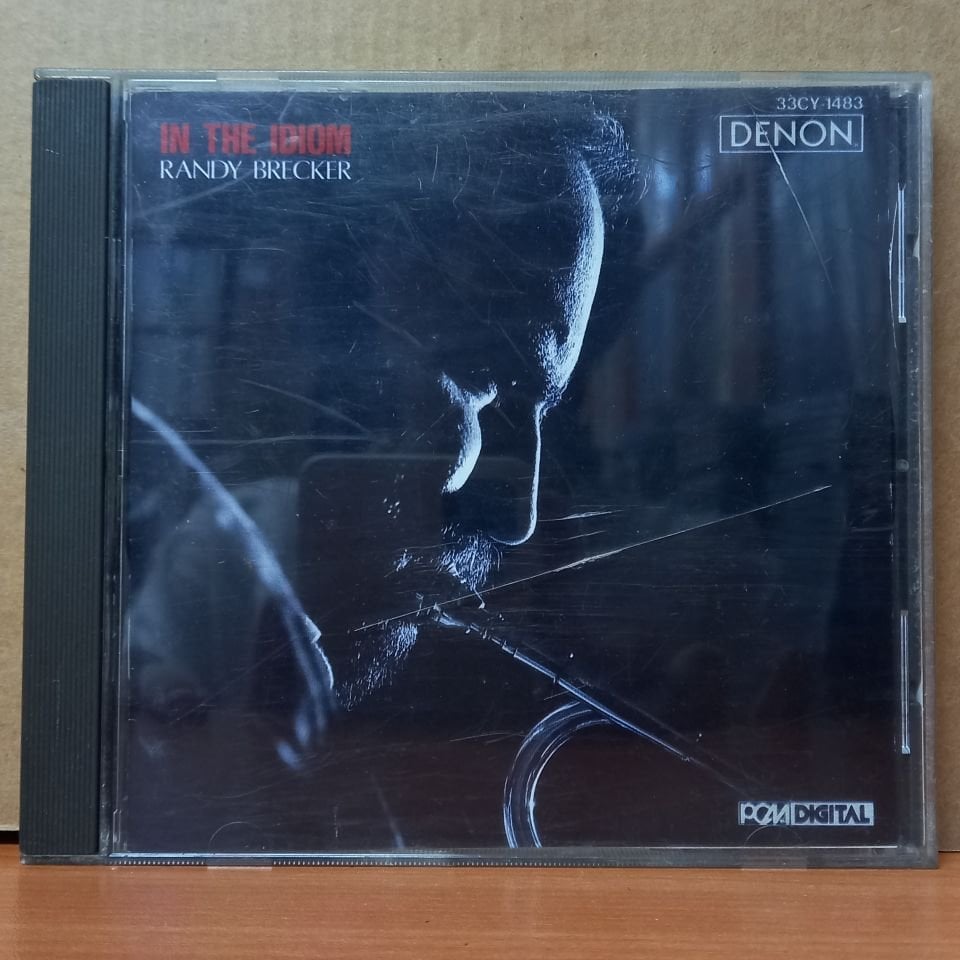 IN THE IDIOM
RANDY BRECKER
33CY-1483
DENON
PCM DIGITAL